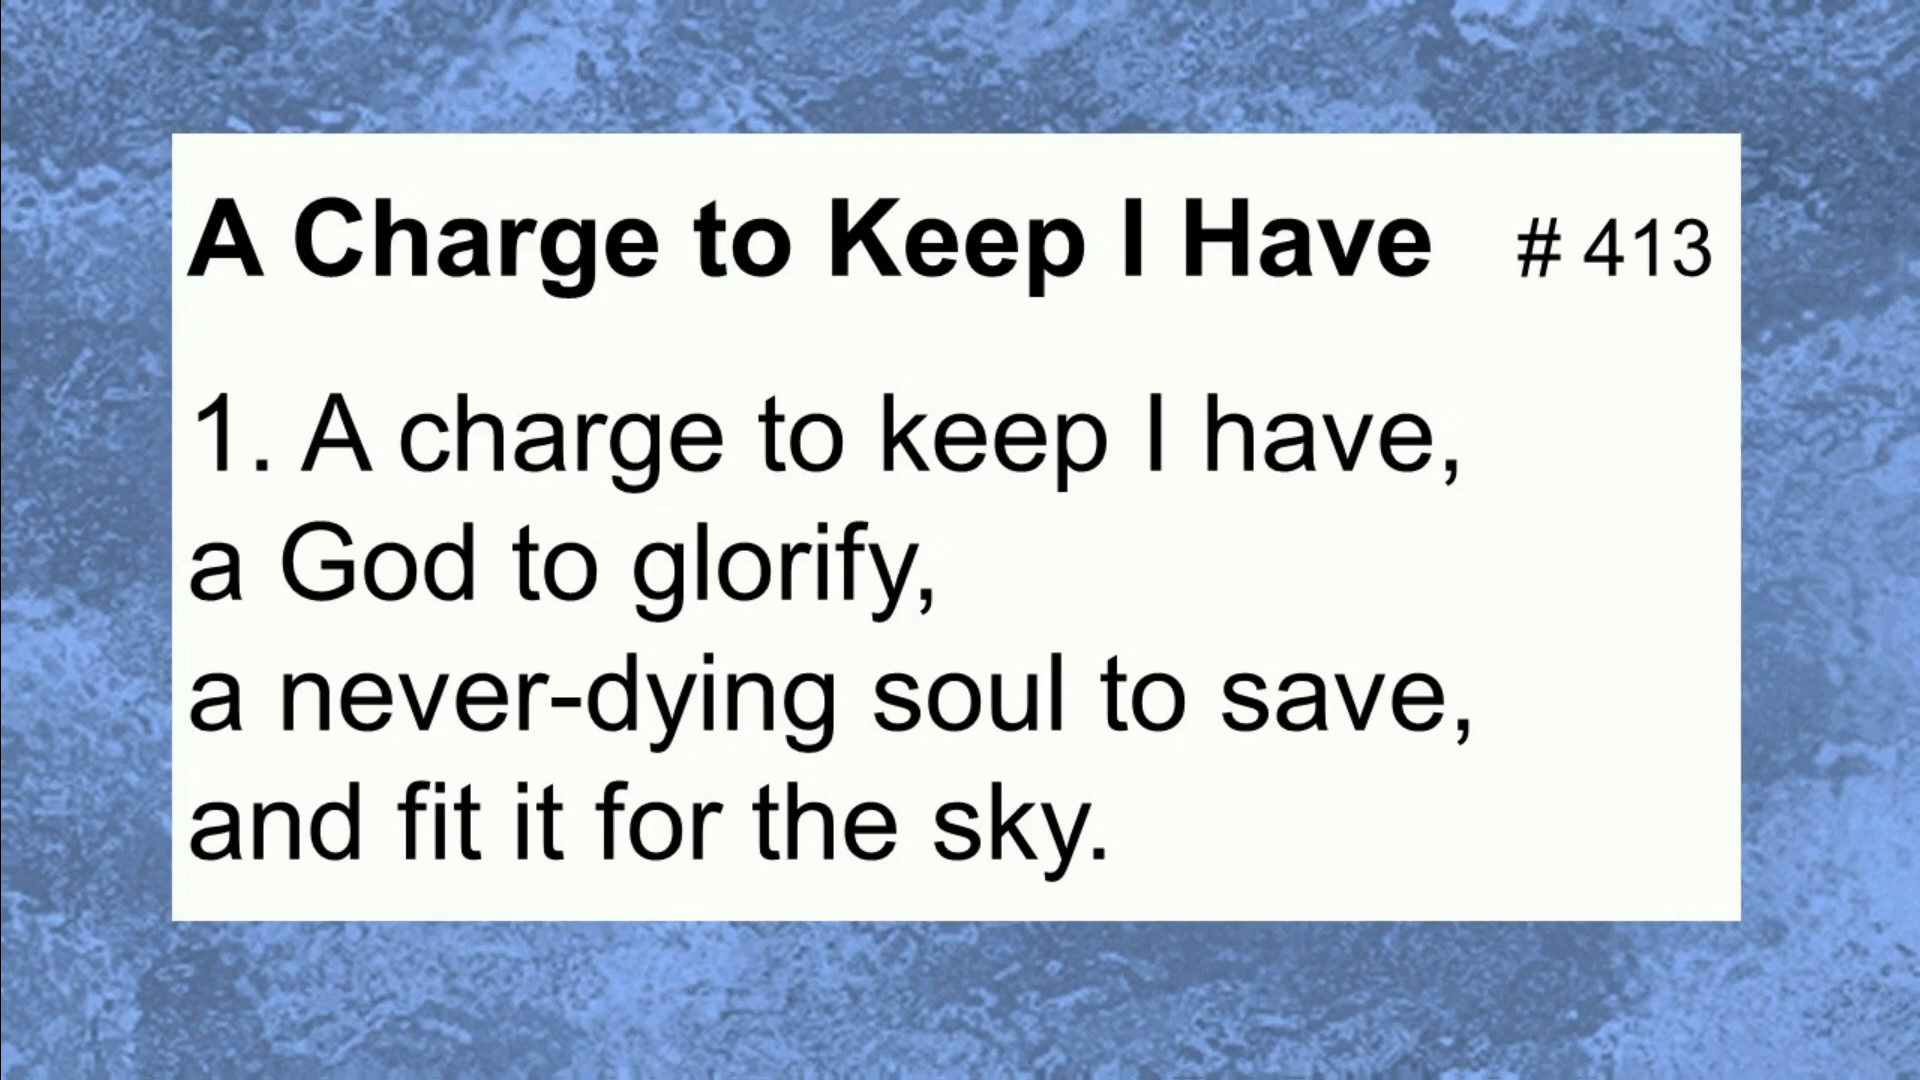 A Charge to Keep I Have # 413
1. A charge to keep I have,
a God to glorify,
a never-dying soul to save,
and fit it for the sky.